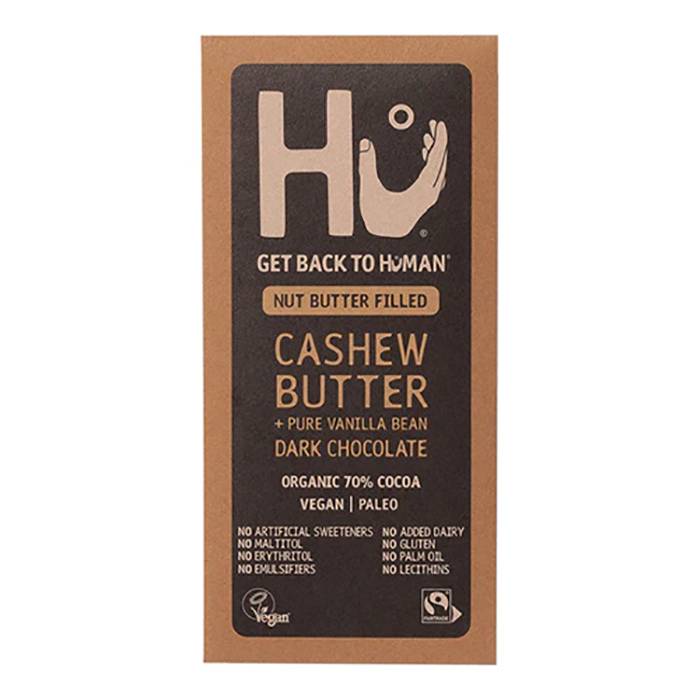 HU
©
GET BACK TO HUMAN®
NUT BUTTER FILLED
CASHEW
BUTTER
+ PURE VANILLA BEAN
DARK CHOCOLATE
ORGANIC 70% COCOA
VEGAN | PALEO
NO ARTIFICIAL SWEETENERS
NO MALTITOL
NO ERYTHRITOL
NO EMULSIFIERS
NO ADDED DAIRY
NO GLUTEN
NO PALM OIL
NO LECITHINS
Vegan
FAIRTRADE